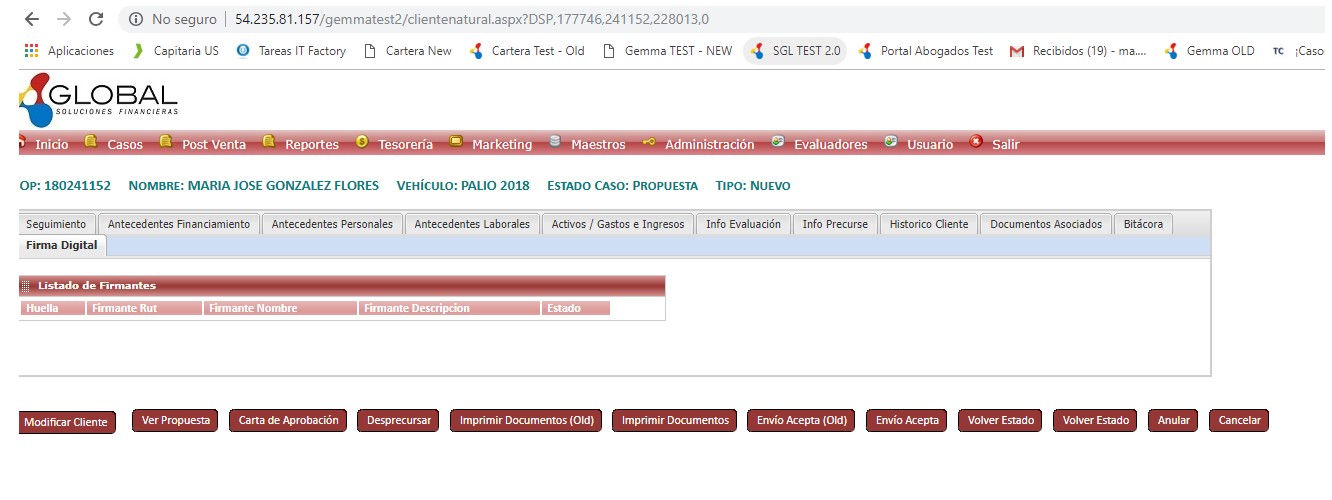 No seguro | 54.235.81.157/gemmatest2/clientenatural.aspx?DSP,177746,241152,228013,0
Aplicaciones Capitaria US Tareas IT Factory Cartera New Cartera Test - Old Gemma TEST - NEW SGL TEST 2.0 Portal Abogados Test Recibidos (19) - ma.... Gemma OLD TC ¡Caso
GLOBAL
SOLUCIONES FINANCIERAS
Inicio Casos Post Venta Reportes Tesorería Marketing Maestros Administración Evaluadores Usuario Salir
OP: 180241152 NOMBRE: MARIA JOSE GONZALEZ FLORES VEHÍCULO: PALIO 2018 ESTADO CASO: PROPUESTA TIPO: NUEVO
Seguimiento Antecedentes Financiamiento Antecedentes Personales Antecedentes Laborales Activos / Gastos e Ingresos Info Evaluación Info Precurse Historico Cliente Documentos Asociados Bitácora
Firma Digital
Listado de Firmantes
Huella Firmante Rut Firmante Nombre Firmante Descripcion Estado
Modificar Cliente Ver Propuesta Carta de Aprobación Desprecursar Imprimir Documentos (Old) Imprimir Documentos Envío Acepta (Old) Envío Acepta Volver Estado Volver Estado Anular Cancelar